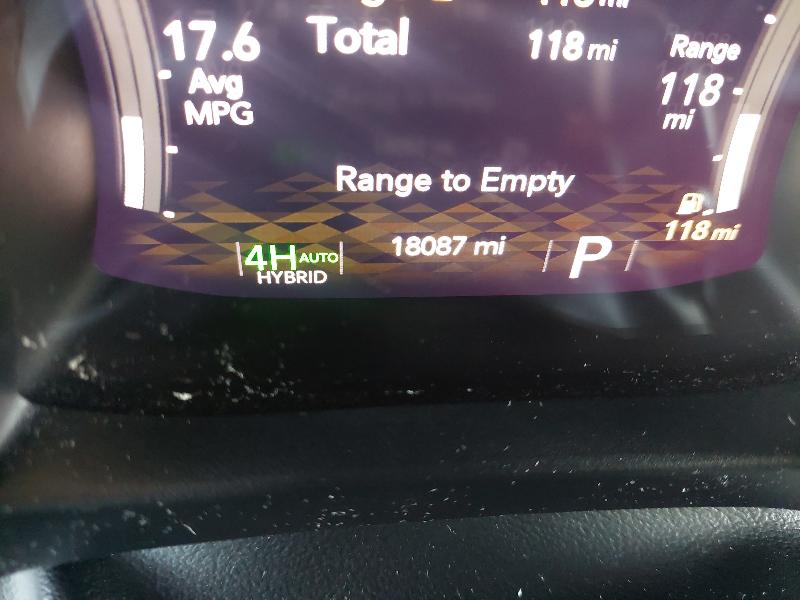 17.6 Total 118 mi Range
Avg 118
MPG mi
Range to Empty
118 mi
4H AUTO 18087 mi P
HYBRID